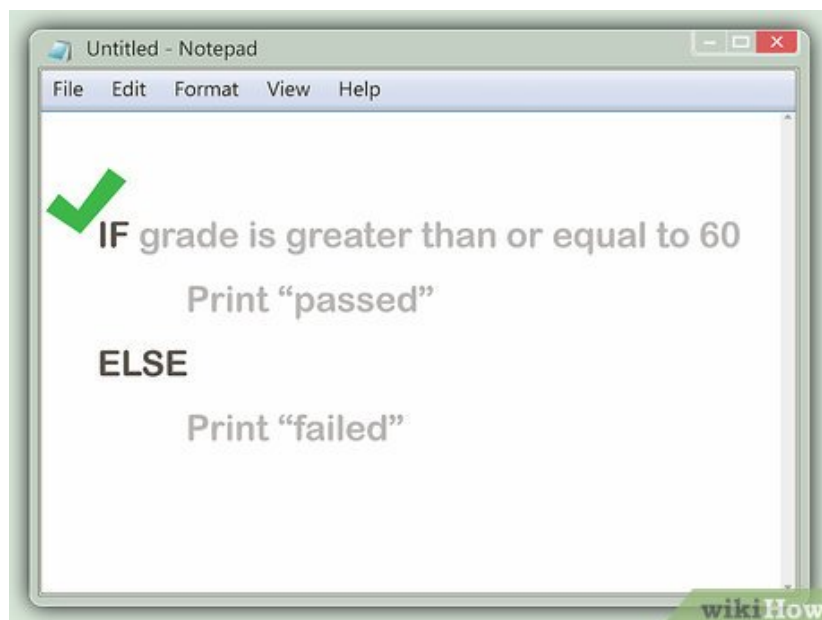 Untitled - Notepad
File Edit Format View Help
IF grade is greater than or equal to 60
Print “passed”
ELSE
Print “failed”
wikiHow